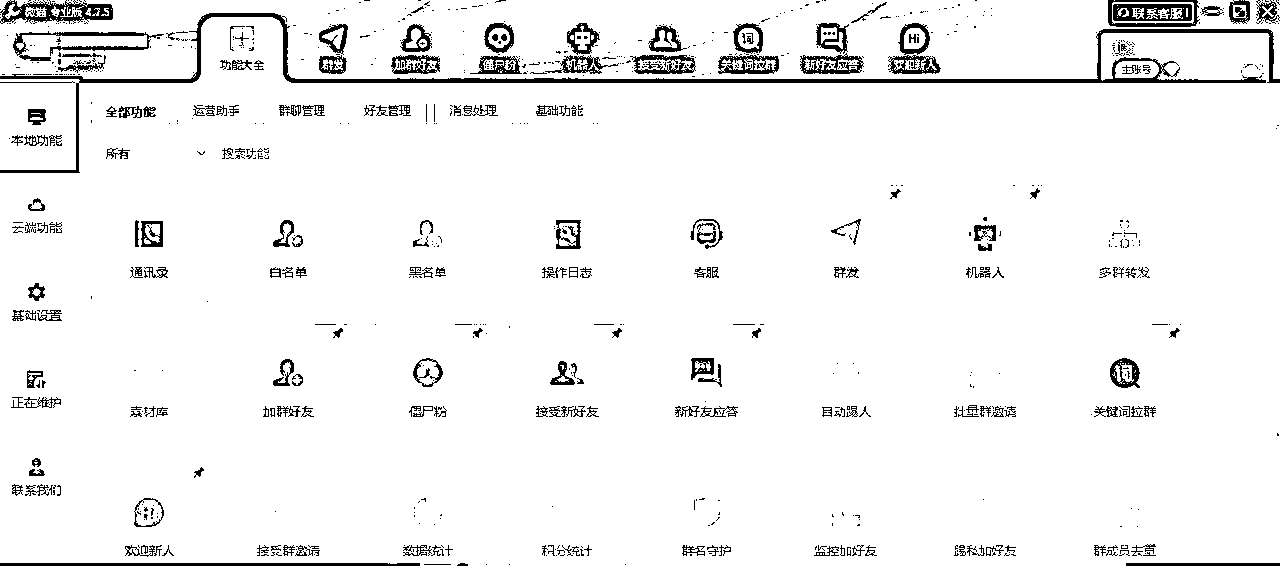 专业版 4.2.5
联系客服
功能大全
群发
加群好友
僵尸粉
机器人
接受新好友
关键词拉群
新好友应答
欢迎新人
主账号
本地功能
全部功能 运营助手 群聊管理 好友管理 消息处理 基础功能
所有 搜索功能
云端功能
通讯录 白名单 黑名单 操作日志 客服 群发 机器人 多群转发
基础设置
正在维护
素材库 加群好友 僵尸粉 接受新好友 新好友应答 自动踢人 批量群邀请 关键词拉群
联系我们
欢迎新人 接受群邀请 数据统计 积分统计 群名守护 监控加好友 隐私加好友 群成员去重